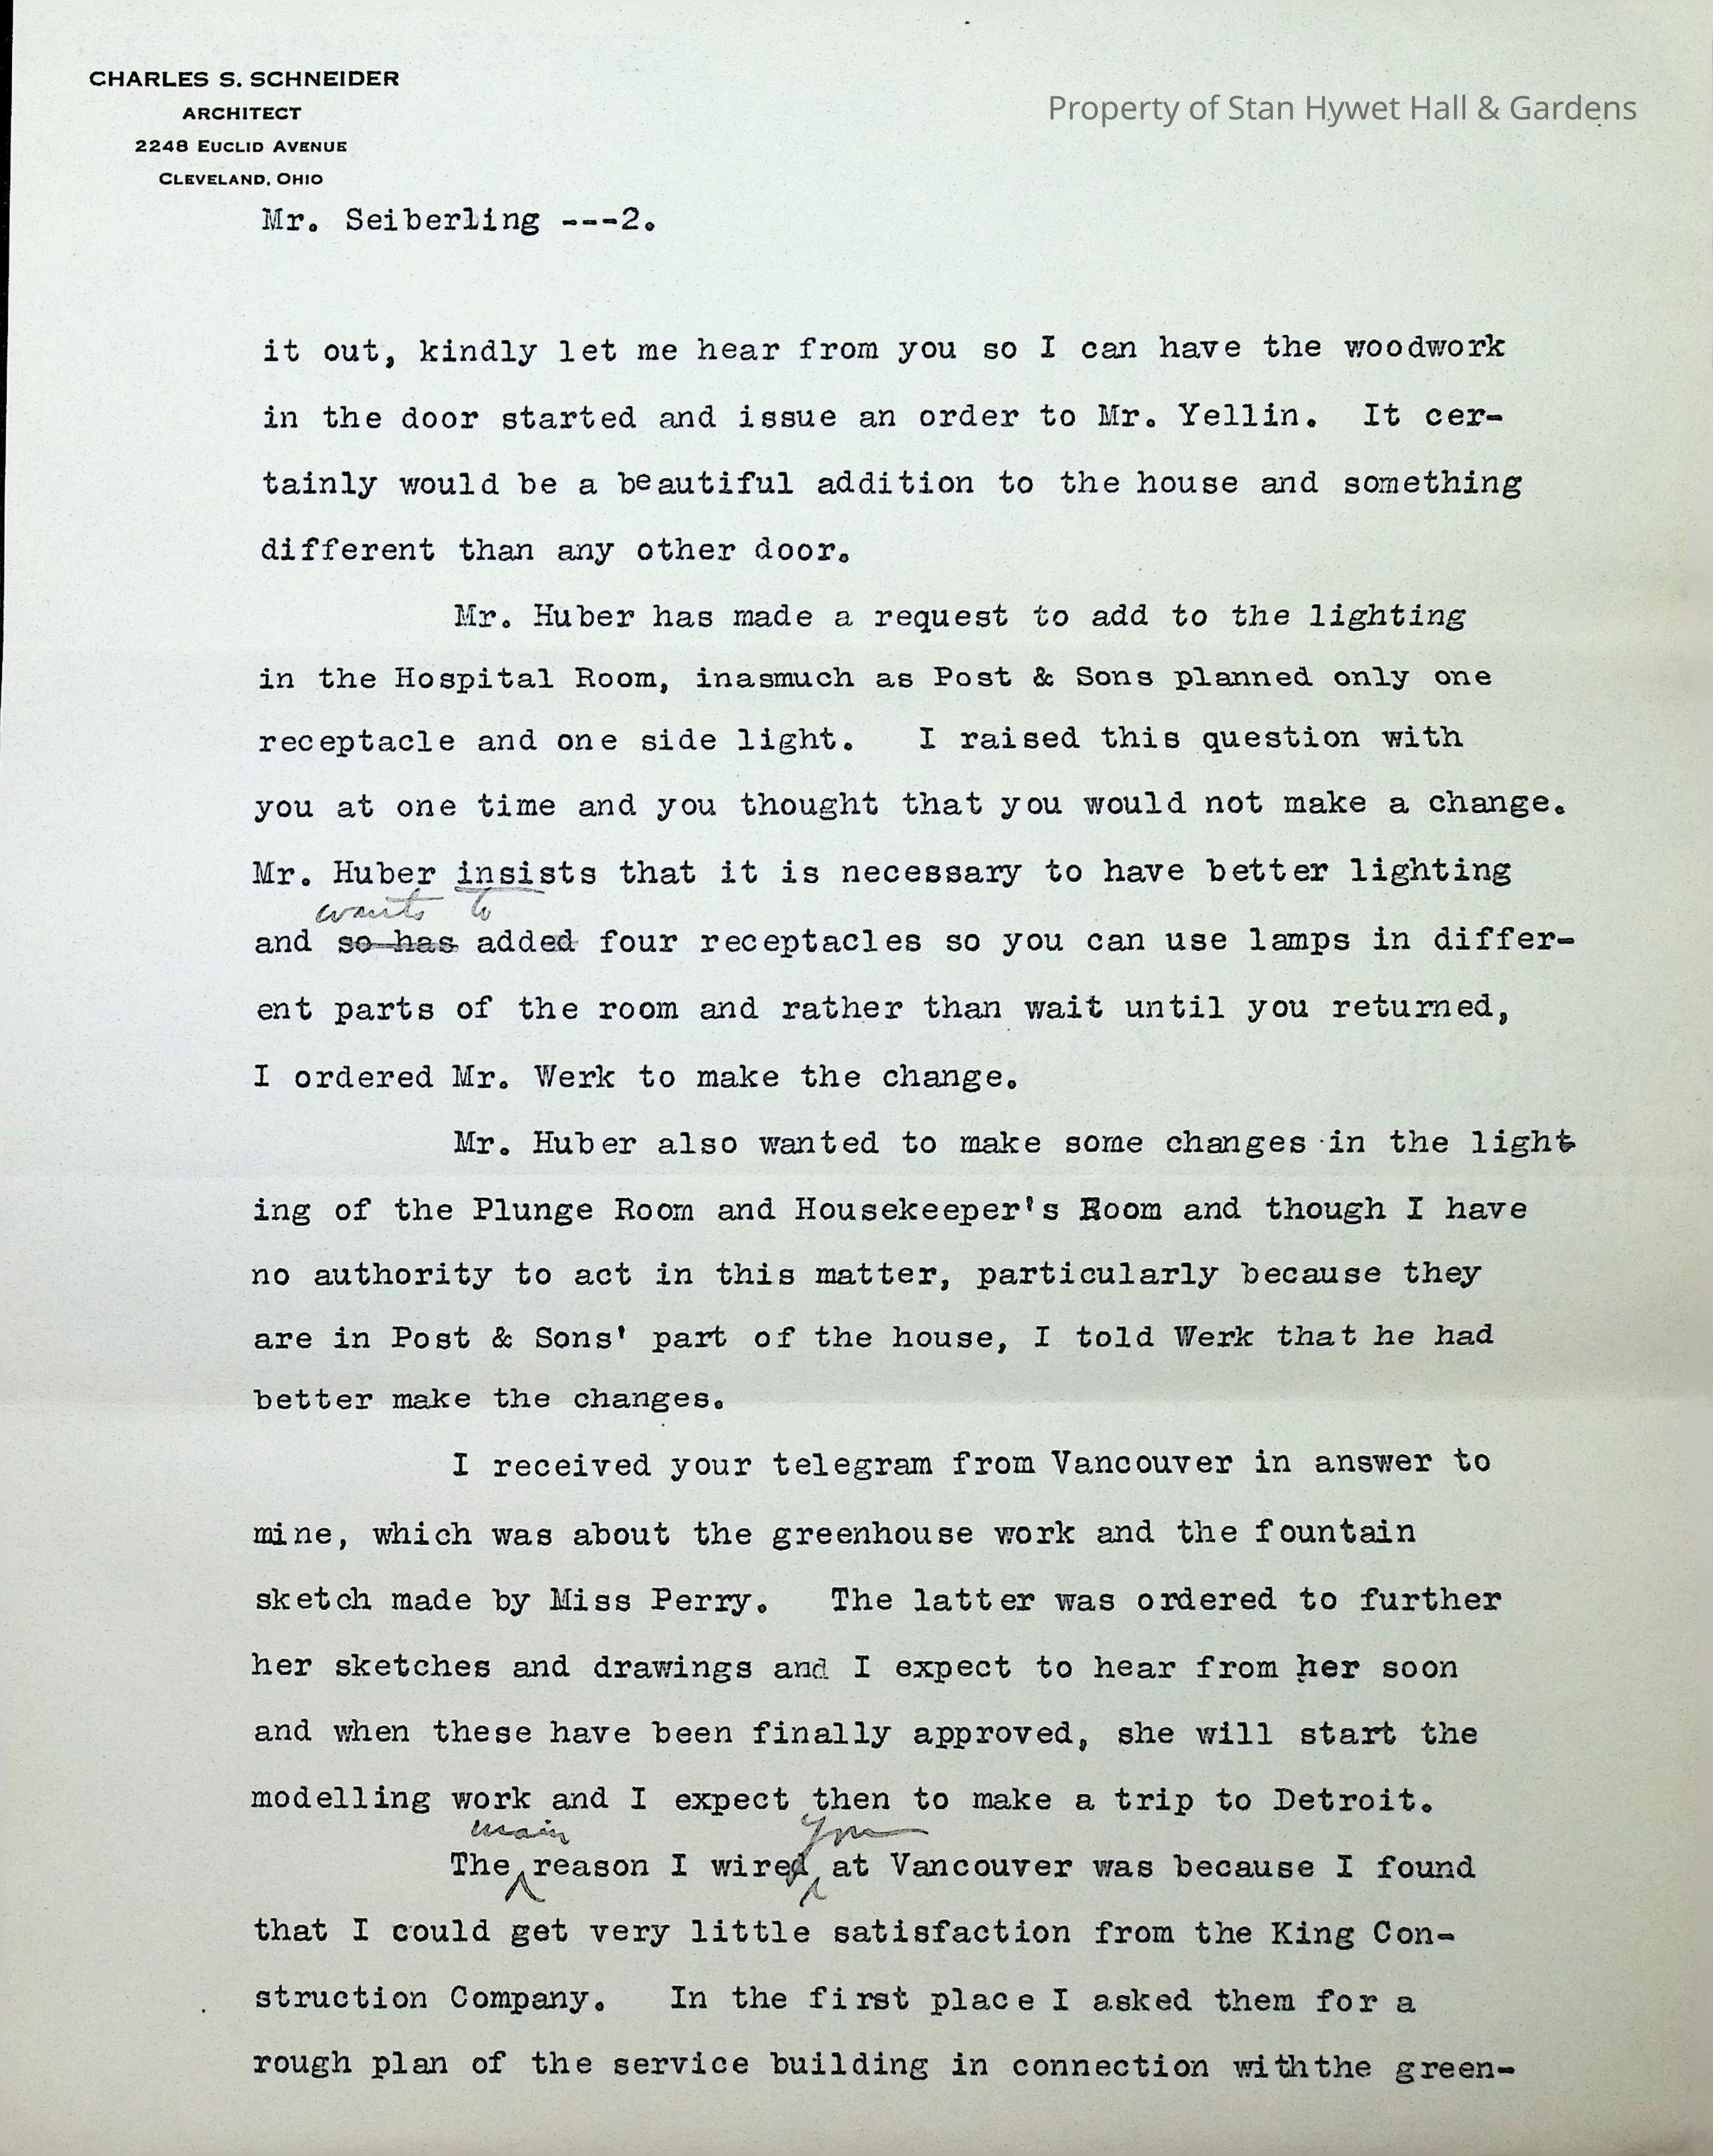 CHARLES S. SCHNEIDER
ARCHITECT
2248 EUCLID AVENUE
CLEVELAND, OHIO
Property of Stan Hywet Hall & Gardens
Mr. Seiberling ---2.
it out, kindly let me hear from you so I can have the woodwork
in the door started and issue an order to Mr. Yellin. It cer-
tainly would be a beautiful addition to the house and something
different than any other door.
Mr. Huber has made a request to add to the lighting
in the Hospital Room, inasmuch as Post & Sons planned only one
receptacle and one side light. I raised this question with
you at one time and you thought that you would not make a change.
Mr. Huber insists that it is necessary to have better lighting
wants to
and so has added four receptacles so you can use lamps in differ-
ent parts of the room and rather than wait until you returned,
I ordered Mr. Werk to make the change.
Mr. Huber also wanted to make some changes in the light-
ing of the Plunge Room and Housekeeper's Room and though I have
no authority to act in this matter, particularly because they
are in Post & Sons' part of the house, I told Werk that he had
better make the changes.
I received your telegram from Vancouver in answer to
mine, which was about the greenhouse work and the fountain
sketch made by Miss Perry. The latter was ordered to further
her sketches and drawings and I expect to hear from her soon
and when these have been finally approved, she will start the
modelling work and I expect then to make a trip to Detroit.
main you
The reason I wired at Vancouver was because I found
that I could get very little satisfaction from the King Con-
struction Company. In the first place I asked them for a
rough plan of the service building in connection withthe green-